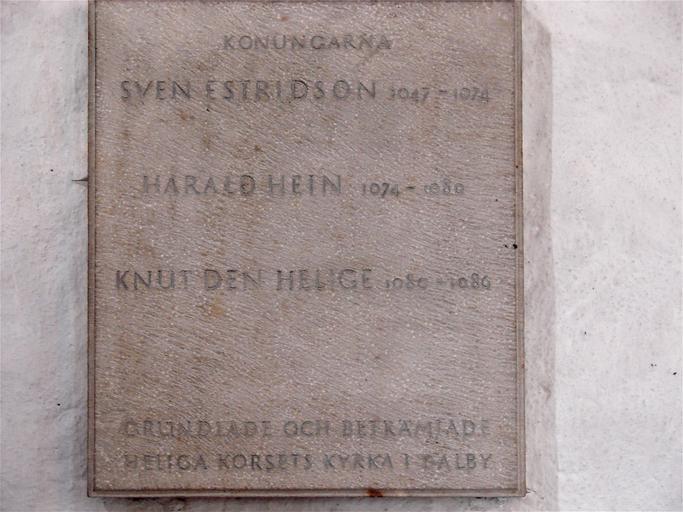 KONUNGARNA
SVEN ESTRIDSON 1047-1074
HARALD HEIN 1074-1080
KNUT DEN HELIGE 1080-1086
GRUNDLADE OCH BEFRÄMJADE
HELIGA KORSETS KYRKA I DALBY